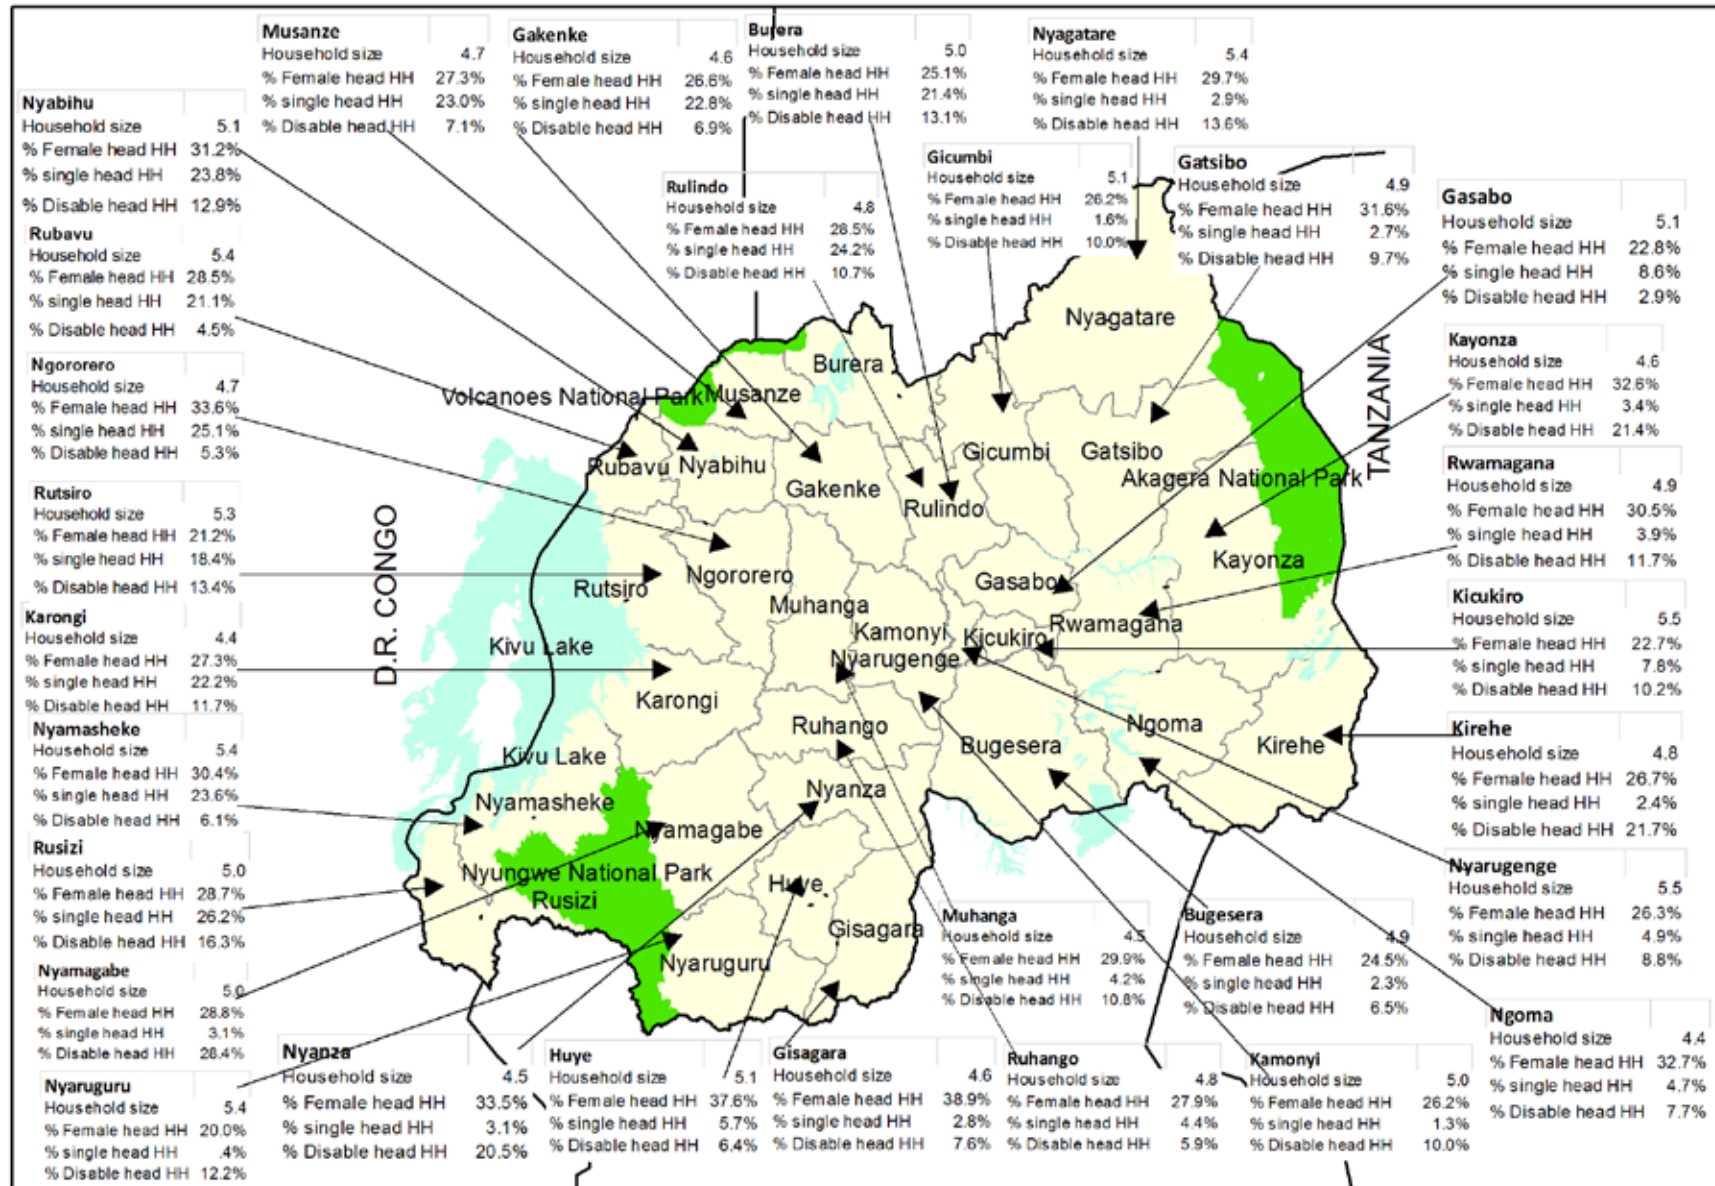 Musanze
Household size 4.7
% Female head HH 27.3%
% single head HH 23.0%
% Disable head HH 7.1%
Gakenke
Household size 4.6
% Female head HH 26.6%
% single head HH 22.8%
% Disable head HH 6.9%
Burera
Household size 5.0
% Female head HH 25.1%
% single head HH 21.4%
% Disable head HH 13.1%
Nyagatare
Household size 5.4
% Female head HH 29.7%
% single head HH 2.9%
% Disable head HH 13.6%
Nyabihu
Household size 5.1
% Female head HH 31.2%
% single head HH 23.8%
% Disable head HH 12.9%
Rulindo
Household size 4.8
% Female head HH 28.5%
% single head HH 24.2%
% Disable head HH 10.7%
Gicumbi
Household size 5.1
% Female head HH 26.2%
% single head HH 1.6%
% Disable head HH 10.0%
Gatsibo
Household size 4.9
% Female head HH 31.6%
% single head HH 2.7%
% Disable head HH 9.7%
Gasabo
Household size 5.1
% Female head HH 22.8%
% single head HH 8.6%
% Disable head HH 2.9%
Rubavu
Household size 5.4
% Female head HH 28.5%
% single head HH 21.1%
% Disable head HH 4.5%
Kayonza
Household size 4.6
% Female head HH 32.6%
% single head HH 3.4%
% Disable head HH 21.4%
Ngororero
Household size 4.7
% Female head HH 33.6%
% single head HH 25.1%
% Disable head HH 5.3%
Rwamagana
Household size 4.9
% Female head HH 30.5%
% single head HH 3.9%
% Disable head HH 11.7%
Rutsiro
Household size 5.3
% Female head HH 21.2%
% single head HH 18.4%
% Disable head HH 13.4%
Kicukiro
Household size 5.5
% Female head HH 22.7%
% single head HH 7.8%
% Disable head HH 10.2%
Karongi
Household size 4.4
% Female head HH 27.3%
% single head HH 22.2%
% Disable head HH 11.7%
Kirehe
Household size 4.8
% Female head HH 26.7%
% single head HH 2.4%
% Disable head HH 21.7%
Nyamasheke
Household size 5.4
% Female head HH 30.4%
% single head HH 23.6%
% Disable head HH 6.1%
Nyarugenge
Household size 5.5
% Female head HH 26.3%
% single head HH 4.9%
% Disable head HH 8.8%
Rusizi
Household size 5.0
% Female head HH 28.7%
% single head HH 26.2%
% Disable head HH 16.3%
Muhanga
Household size 4.5
% Female head HH 29.9%
% single head HH 4.2%
% Disable head HH 10.8%
Bugesera
Household size 4.9
% Female head HH 24.5%
% single head HH 2.3%
% Disable head HH 6.5%
Nyamagabe
Household size 5.0
% Female head HH 28.8%
% single head HH 3.1%
% Disable head HH 28.4%
Ngoma
Household size 4.4
% Female head HH 32.7%
% single head HH 4.7%
% Disable head HH 7.7%
Nyaruguru
Household size 5.4
% Female head HH 20.0%
% single head HH .4%
% Disable head HH 12.2%
Nyanza
Household size 4.5
% Female head HH 33.5%
% single head HH 3.1%
% Disable head HH 20.5%
Huye
Household size 5.1
% Female head HH 37.6%
% single head HH 5.7%
% Disable head HH 6.4%
Gisagara
Household size 4.6
% Female head HH 38.9%
% single head HH 2.8%
% Disable head HH 7.6%
Ruhango
Household size 4.8
% Female head HH 27.9%
% single head HH 4.4%
% Disable head HH 5.9%
Kamonyi
Household size 5.0
% Female head HH 26.2%
% single head HH 1.3%
% Disable head HH 10.0%
Nyagatare
Burera
Volcanoes National Park
Musanze
TANZANIA
Rubavu
Nyabihu
Gakenke
Rulindo
Gicumbi
Gatsibo
Akagera National Park
Kayonza
D.R. CONGO
Rutsiro
Ngororero
Gasabo
Muhanga
Kamonyi
Kicukiro
Rwamagana
Kivu Lake
Nyarugenge
Karongi
Ruhango
Bugesera
Ngoma
Kirehe
Kivu Lake
Nyanza
Nyamasheke
Nyamagabe
Nyungwe National Park
Rusizi
Huye
Gisagara
Nyaruguru